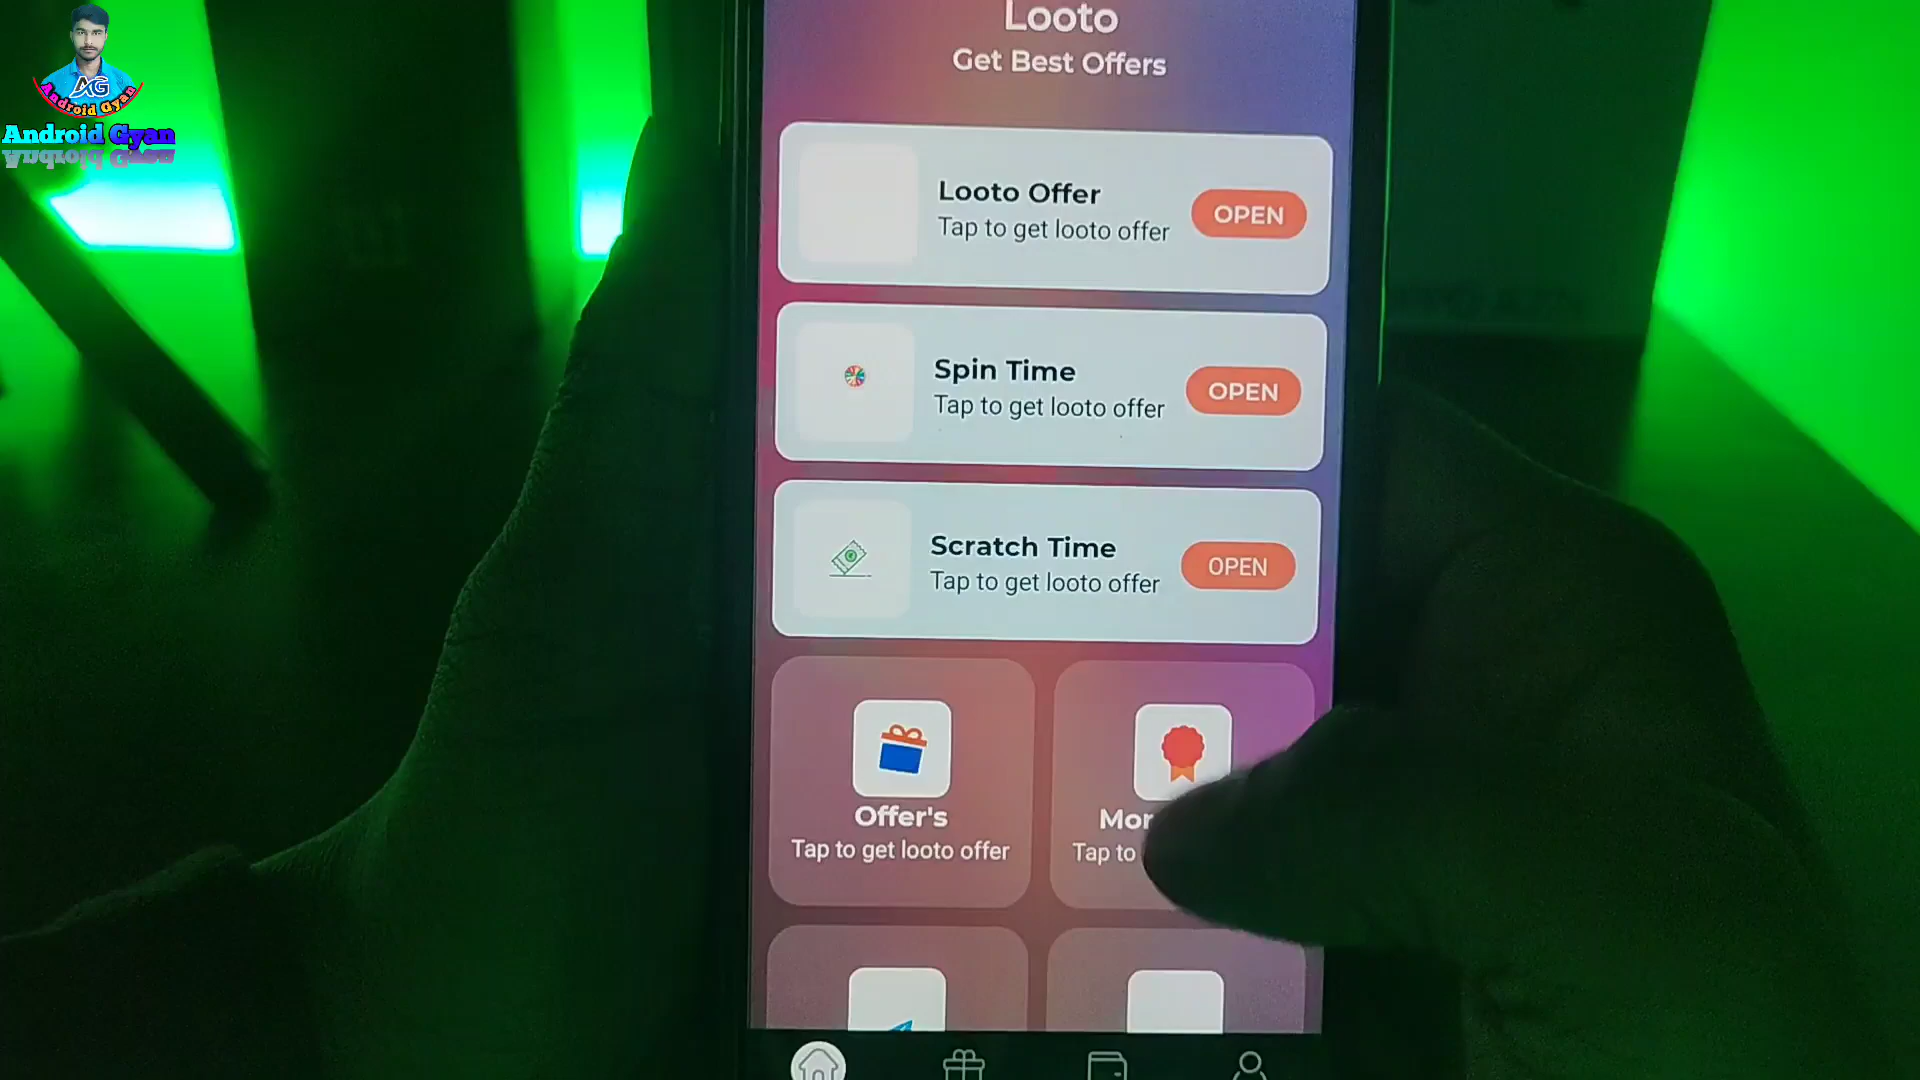 AG
Android Gyan
Android Gyan
Looto
Get Best Offers
Looto Offer
Tap to get looto offer
OPEN
Spin Time
Tap to get looto offer
OPEN
Scratch Time
Tap to get looto offer
OPEN
Offer's
Tap to get looto offer
Mor
Tap to